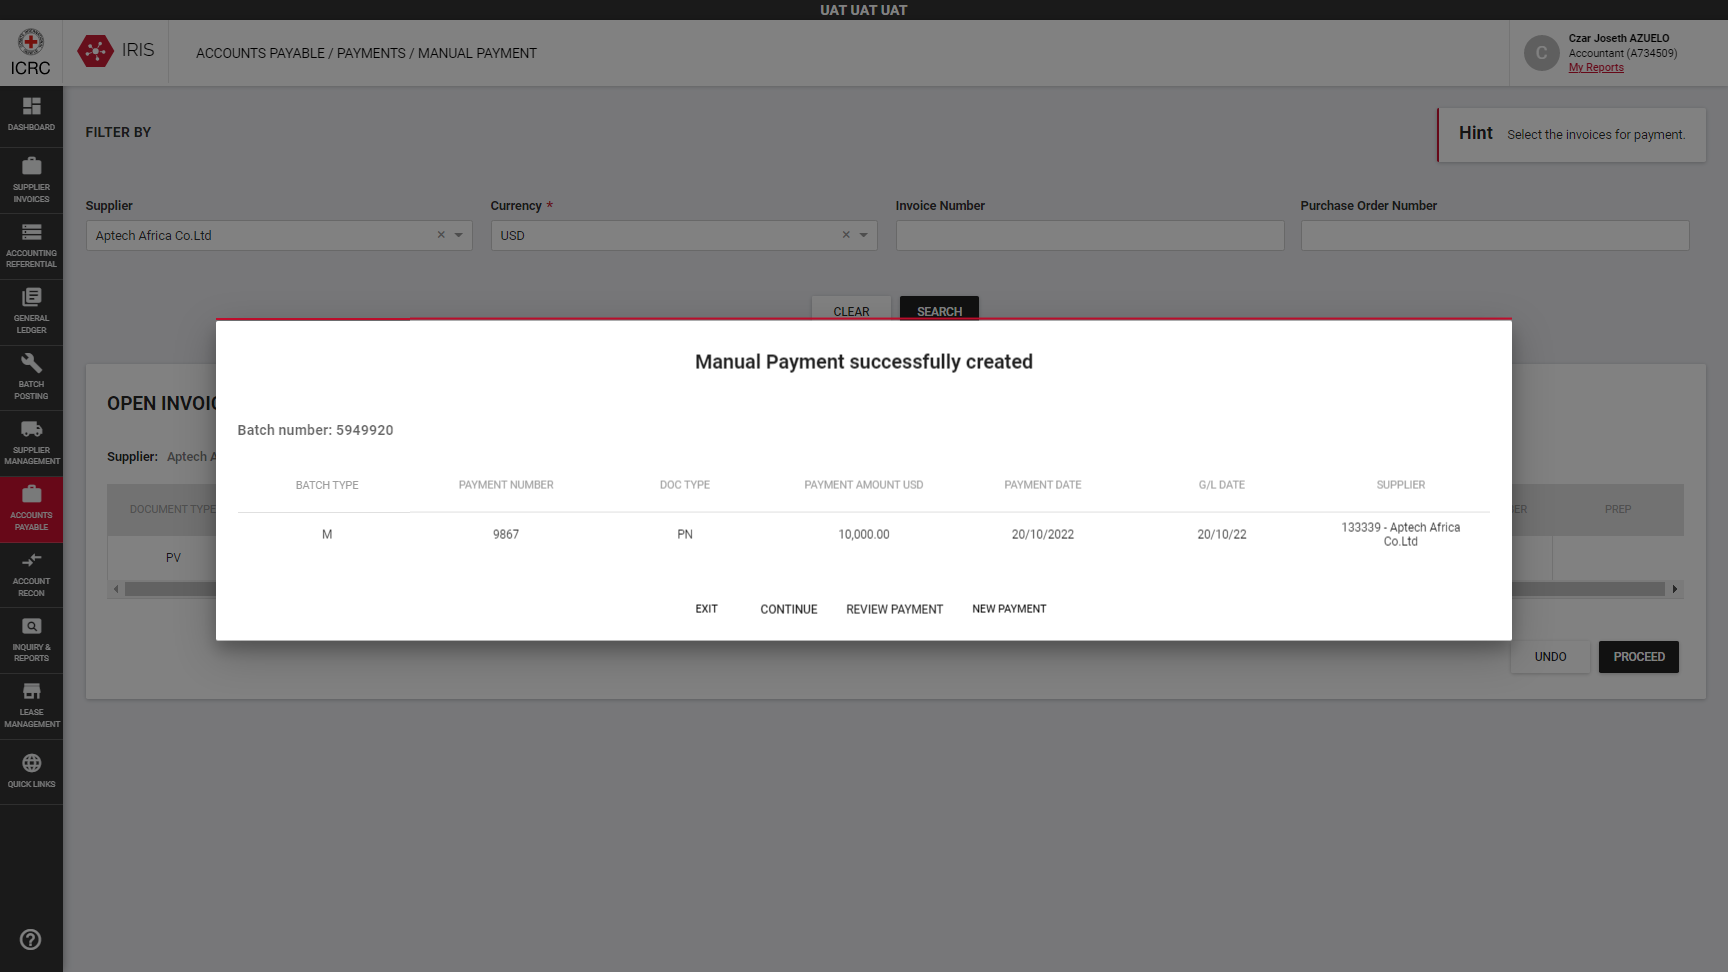 UAT UAT UAT
ICRC
IRIS
ACCOUNTS PAYABLE / PAYMENTS / MANUAL PAYMENT
C
Czar Joseth AZUELO
Accountant (A734509)
My Reports
DASHBOARD
SUPPLIER
INVOICES
ACCOUNTING
REFERENTIAL
GENERAL
LEDGER
BATCH
POSTING
SUPPLIER
MANAGEMENT
ACCOUNTS
PAYABLE
ACCOUNT
RECON
INQUIRY &
REPORTS
LEASE
MANAGEMENT
QUICK LINKS
FILTER BY
Hint Select the invoices for payment.
Supplier Currency * Invoice Number Purchase Order Number
Aptech Africa Co.Ltd USD
CLEAR SEARCH
OPEN INVOIC
Supplier: Aptech A
DOCUMENT TYPE ER PREP
PV
Manual Payment successfully created
Batch number: 5949920
BATCH TYPE PAYMENT NUMBER DOC TYPE PAYMENT AMOUNT USD PAYMENT DATE G/L DATE SUPPLIER
M 9867 PN 10,000.00 20/10/2022 20/10/22 133339 - Aptech Africa
Co.Ltd
EXIT CONTINUE REVIEW PAYMENT NEW PAYMENT
UNDO PROCEED